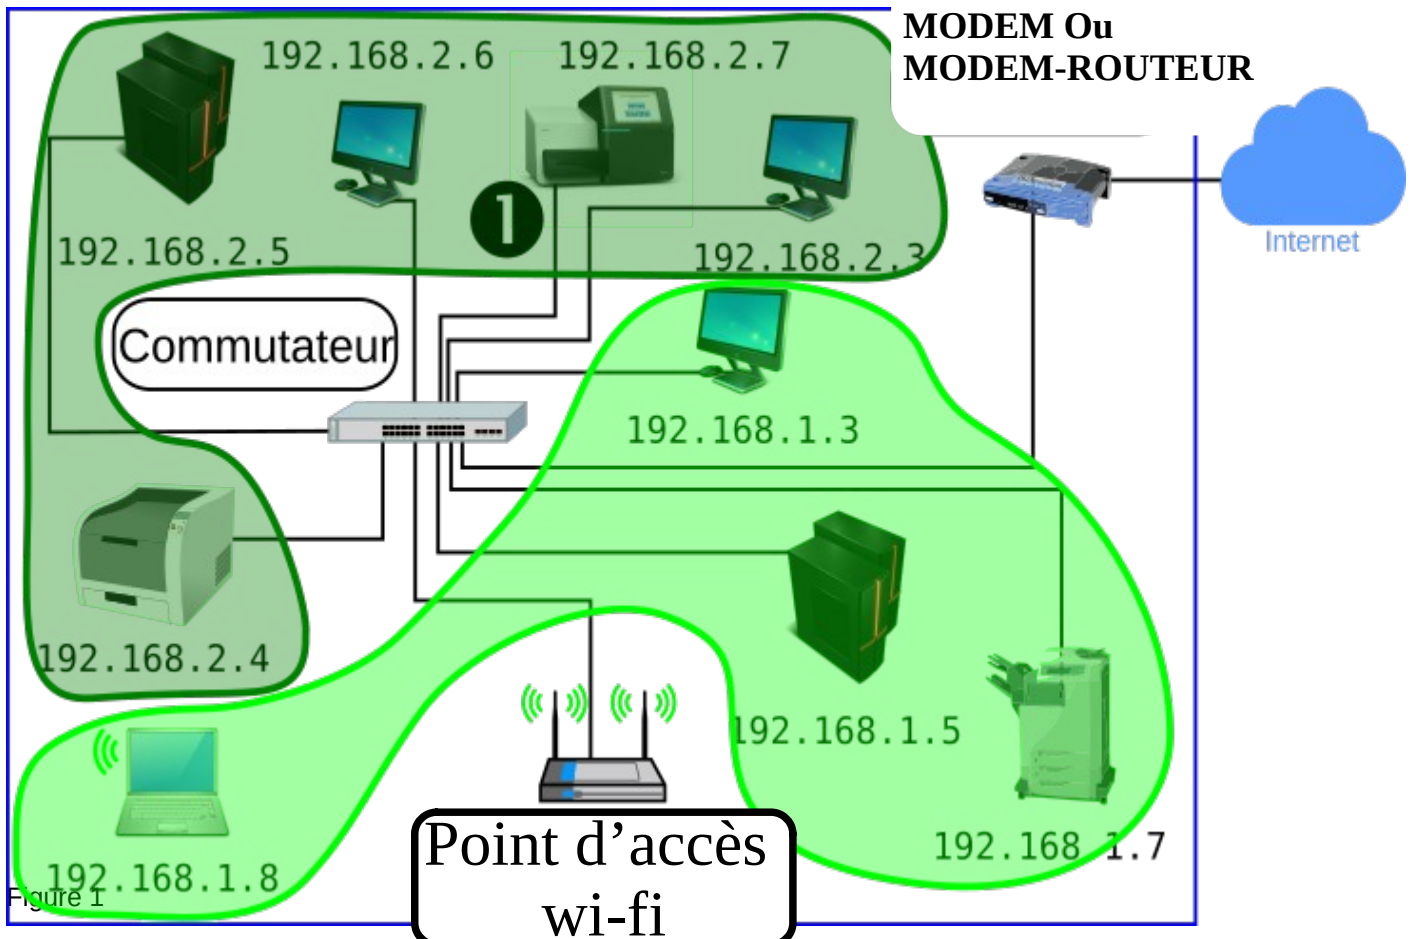 MODEM Ou
MODEM-ROUTEUR
192.168.2.6
192.168.2.7
192.168.2.5
1
192.168.2.3
Internet
Commutateur
192.168.1.3
192.168.2.4
192.168.1.5
192.168.1.7
192.168.1.8
Figure 1
Point d’accès
wi-fi